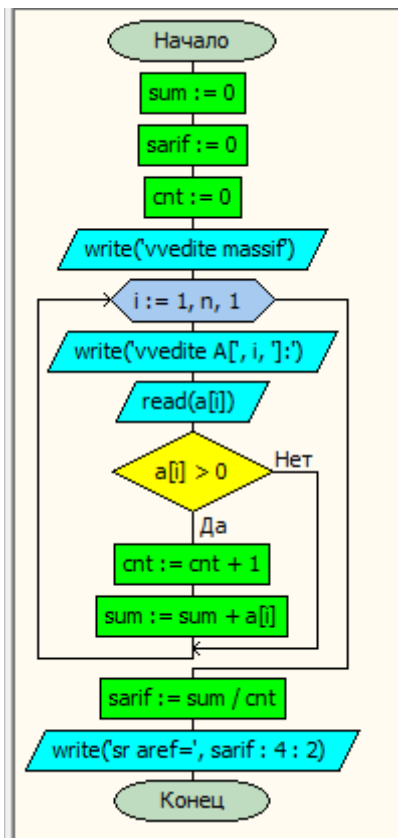 Начало
sum := 0
sarif := 0
cnt := 0
write('vvedite massif')
i := 1, n, 1
write('vvedite A[', i, ']:')
read(a[i])
a[i] > 0
Нет
Да
cnt := cnt + 1
sum := sum + a[i]
sarif := sum / cnt
write('sr aref=', sarif : 4 : 2)
Конец